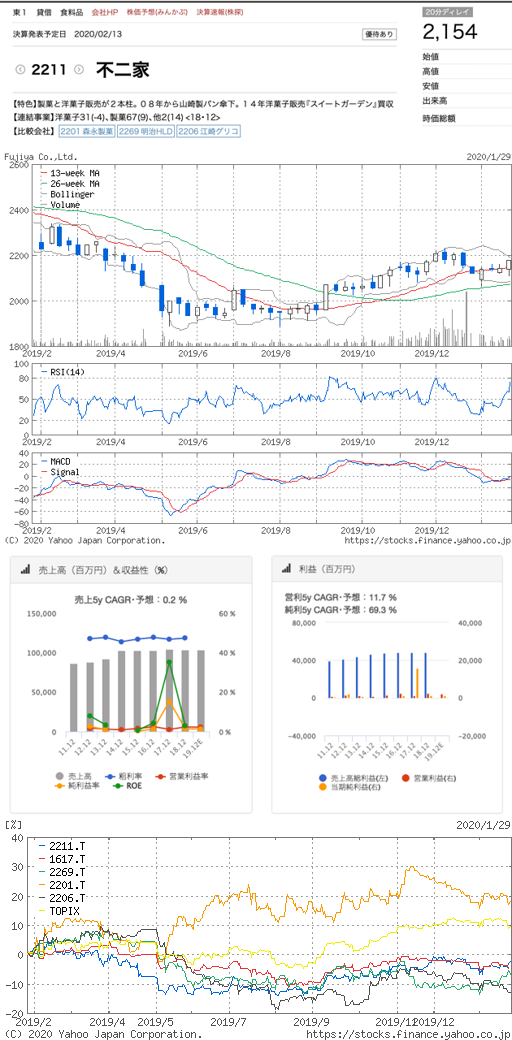 東1 貸借 食料品 会社HP 株価予想(みんかぶ) 決算速報(株探)
20分ディレイ
決算発表予定日 2020/02/13
優待あり
2,154
2211 不二家
始値
高値
安値
出来高
時価総額
【特色】製菓と洋菓子販売が2本柱。08年から山崎製パン傘下。14年洋菓子販売『スイートガーデン』買収
【連結事業】洋菓子31(-4)、製菓67(9)、他2(14) <18・12>
【比較会社】 2201 森永製菓 2269 明治HLD 2206 江崎グリコ
Fujiya Co.,Ltd. 2020/1/29
13-week MA
26-week MA
Bollinger
Volume
2600
2400
2200
2000
1800
2019/2 2019/4 2019/6 2019/8 2019/10 2019/12
RSI(14)
100
50
0
2019/2 2019/4 2019/6 2019/8 2019/10 2019/12
MACD
Signal
40
20
0
-20
-40
-60
-80
2019/2 2019/4 2019/6 2019/8 2019/10 2019/12
(C) 2020 Yahoo Japan Corporation. https://stocks.finance.yahoo.co.jp/
売上高（百万円）＆収益性（%）
売上5y CAGR・予想：0.2 %
150,000 60 %
100,000 40 %
50,000 20 %
0 0 %
11.12 12.12 13.12 14.12 15.12 16.12 17.12 18.12 19.12E
売上高 粗利率 営業利益率
純利益率 ROE
利益（百万円）
営利5y CAGR・予想：11.7 %
純利5y CAGR・予想：69.3 %
80,000 40,000
40,000 20,000
0 0
-40,000 -20,000
11.12 12.12 13.12 14.12 15.12 16.12 17.12 18.12 19.12E
売上高総利益(左) 営業利益(右)
当期純利益(右)
[%] 2020/1/29
2211.T
1617.T
2269.T
2201.T
2206.T
TOPIX
40
30
20
10
0
-10
-20
2019/2 2019/4 2019/5 2019/7 2019/9 2019/11 2019/12
(C) 2020 Yahoo Japan Corporation. https://stocks.finance.yahoo.co.jp/